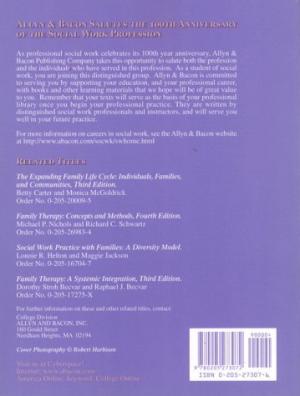 ALLYN & BACON SALUTES THE 100TH ANNIVERSARY
OF THE SOCIAL WORK PROFESSION
As professional social work celebrates its 100th year anniversary, Allyn &
Bacon Publishing Company takes this opportunity to salute both the profession
and the individuals who have served in this profession. As a student of social
work, you are joining this distinguished group. Allyn & Bacon is committed
to serving you by supporting your education, and your professional career,
with books and other learning materials that we hope will be of great value
to you. Remember that your texts will serve as the basis of your professional
library once you begin your professional practice. They are written by
distinguished social work professionals and instructors, and will serve you
well in your future practice.
For more information on careers in social work, see the Allyn & Bacon website
at http://www.abacon.com/socwk/swhome.html
RELATED TITLES
The Expanding Family Life Cycle: Individuals, Families,
and Communities, Third Edition.
Betty Carter and Monica McGoldrick
Order No. 0-205-20009-5
Family Therapy: Concepts and Methods, Fourth Edition.
Michael P. Nichols and Richard C. Schwartz
Order No. 0-205-26983-4
Social Work Practice with Families: A Diversity Model.
Lonnie R. Helton and Maggie Jackson
Order No. 0-205-16704-7
Family Therapy: A Systemic Integration, Third Edition.
Dorothy Stroh Becvar and Raphael J. Becvar
Order No. 0-205-17275-X
For further information on these and other related titles, contact:
College Division
ALLYN AND BACON, INC.
160 Gould Street
Needham Heights, MA 02194
Cover Photography © Robert Harbison
Visit us in Cyberspace!
Internet: www.abacon.com
America Online: keyword: College Online
90000
9 780205 273072
ISBN 0-205-27307-6